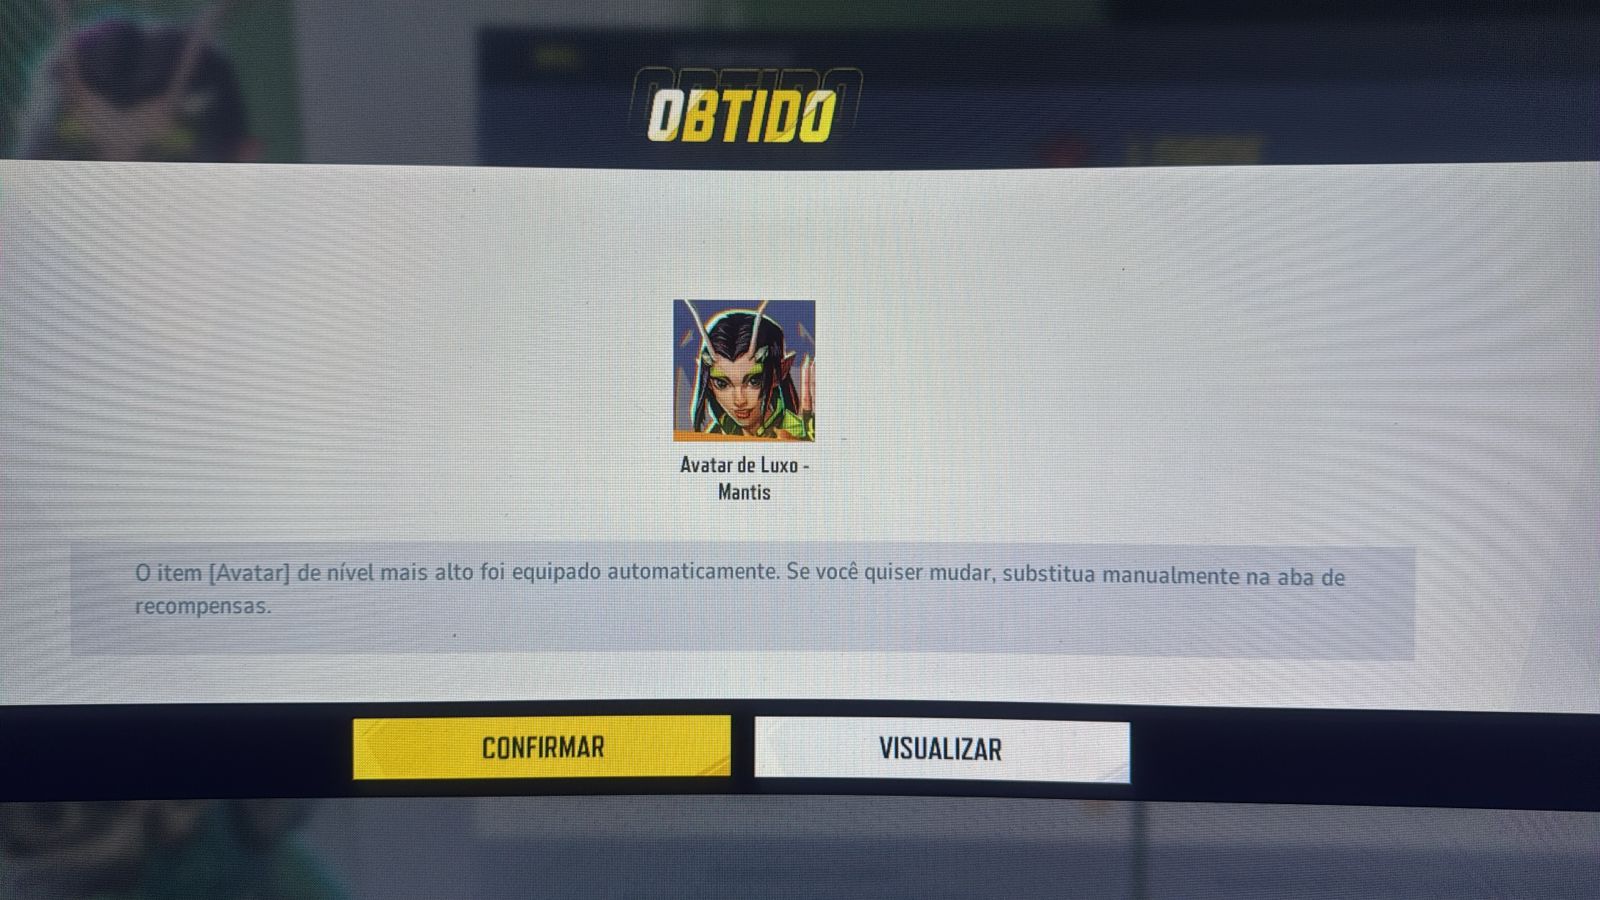 OBTIDO
Avatar de Luxo -
Mantis
O item [Avatar] de nível mais alto foi equipado automaticamente. Se você quiser mudar, substitua manualmente na aba de
recompensas.
CONFIRMAR
VISUALIZAR